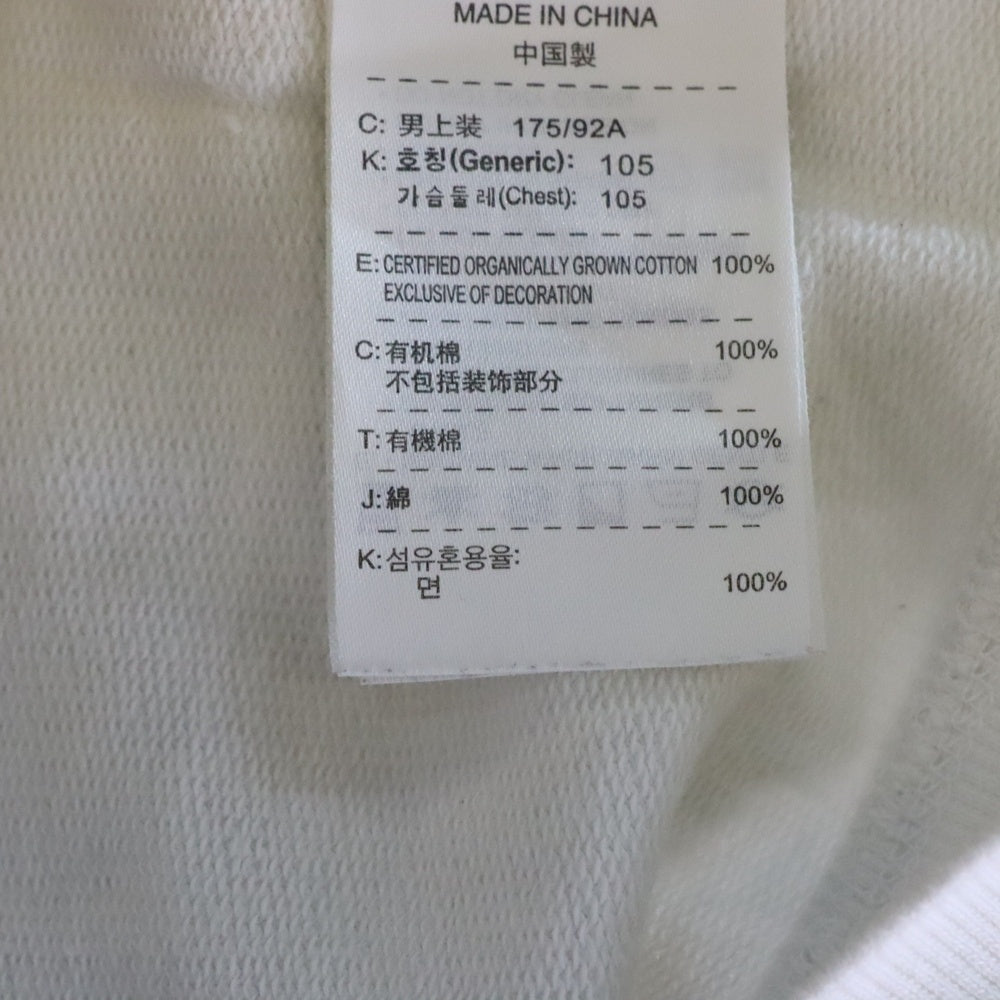 MADE IN CHINA
中国製
C: 男上装 175/92A
K: 호칭(Generic): 105
가슴둘레(Chest): 105
E: CERTIFIED ORGANICALLY GROWN COTTON 100%
EXCLUSIVE OF DECORATION
C: 有机棉 100%
不包括装饰部分
T: 有機棉 100%
J: 綿 100%
K: 섬유혼용율:
면 100%